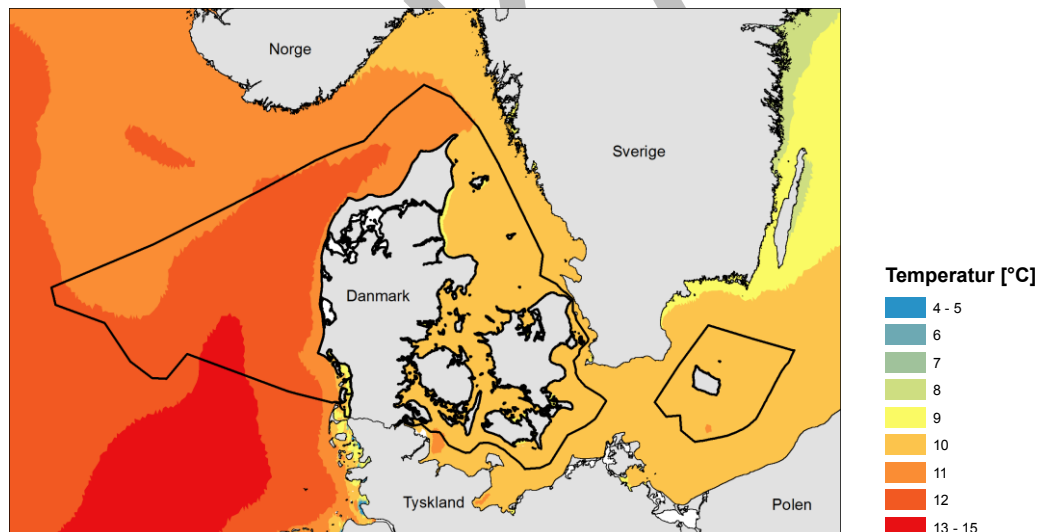 Norge
Sverige
Danmark
Tyskland
Polen
Temperatur [°C]
4 - 5
6
7
8
9
10
11
12
13 - 15